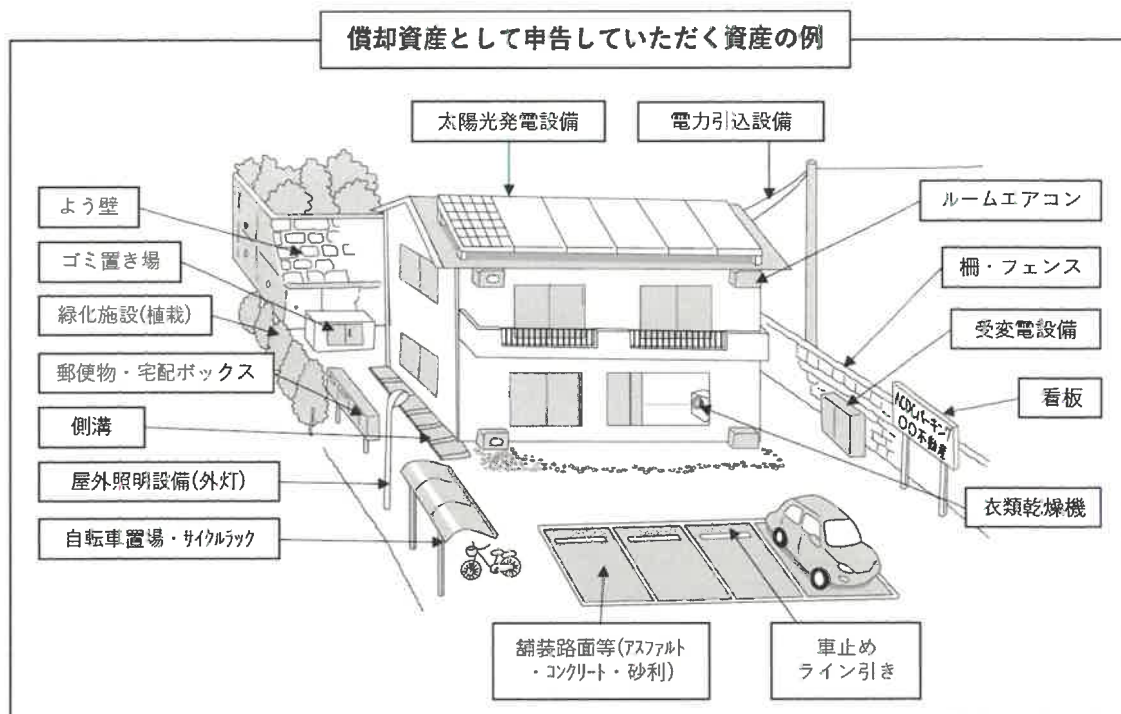 償却資産として申告していただく資産の例
太陽光発電設備
電力引込設備
よう壁
ゴミ置き場
緑化施設(植栽)
郵便物・宅配ボックス
側溝
屋外照明設備(外灯)
自転車置場・サイクルラック
ルームエアコン
柵・フェンス
受変電設備
看板
衣類乾燥機
〇〇不動産
舗装路面等(アスファルト
・コンクリート・砂利)
車止め
ライン引き